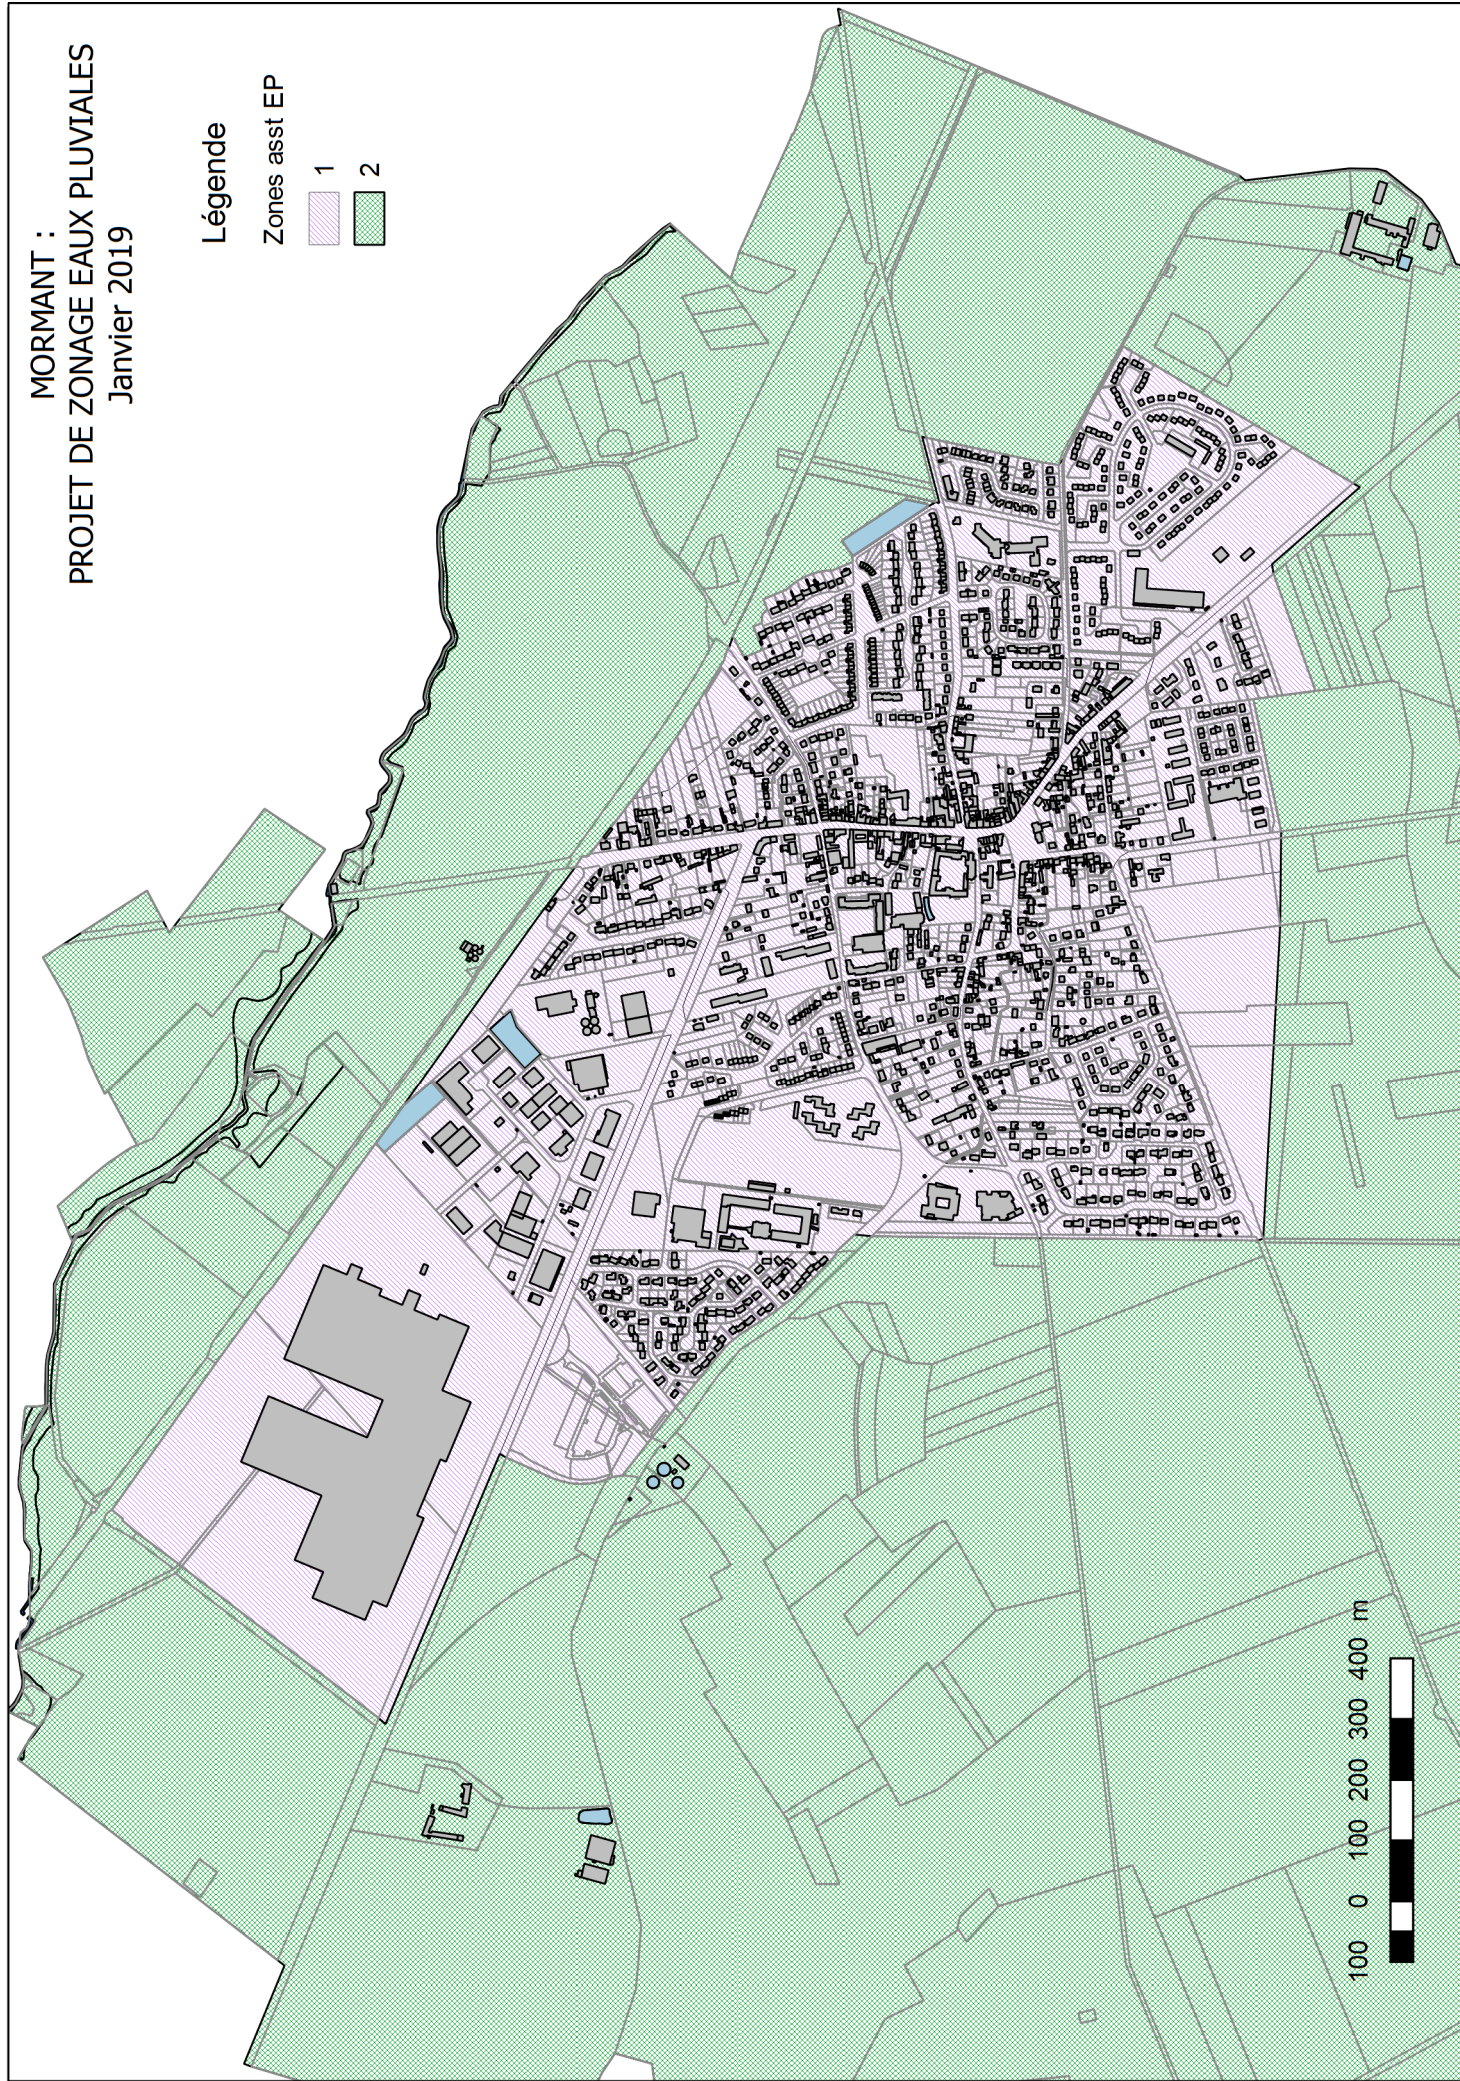 MORMANT :
PROJET DE ZONAGE EAUX PLUVIALES
Janvier 2019
Légende
Zones asst EP
1
2
100 0 100 200 300 400 m